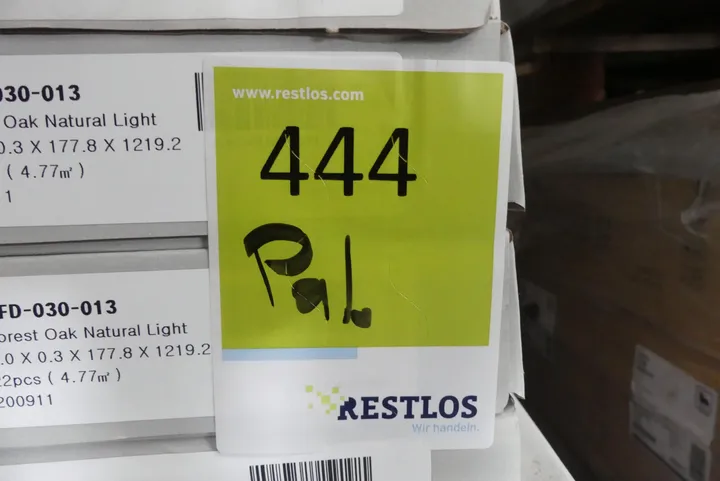 030-013
Oak Natural Light
0.3 X 177.8 X 1219.2
( 4.77㎡ )
1
FD-030-013
orest Oak Natural Light
.0 X 0.3 X 177.8 X 1219.2
2pcs ( 4.77㎡ )
200911
www.restlos.com
444
RESTLOS
Wir handeln.